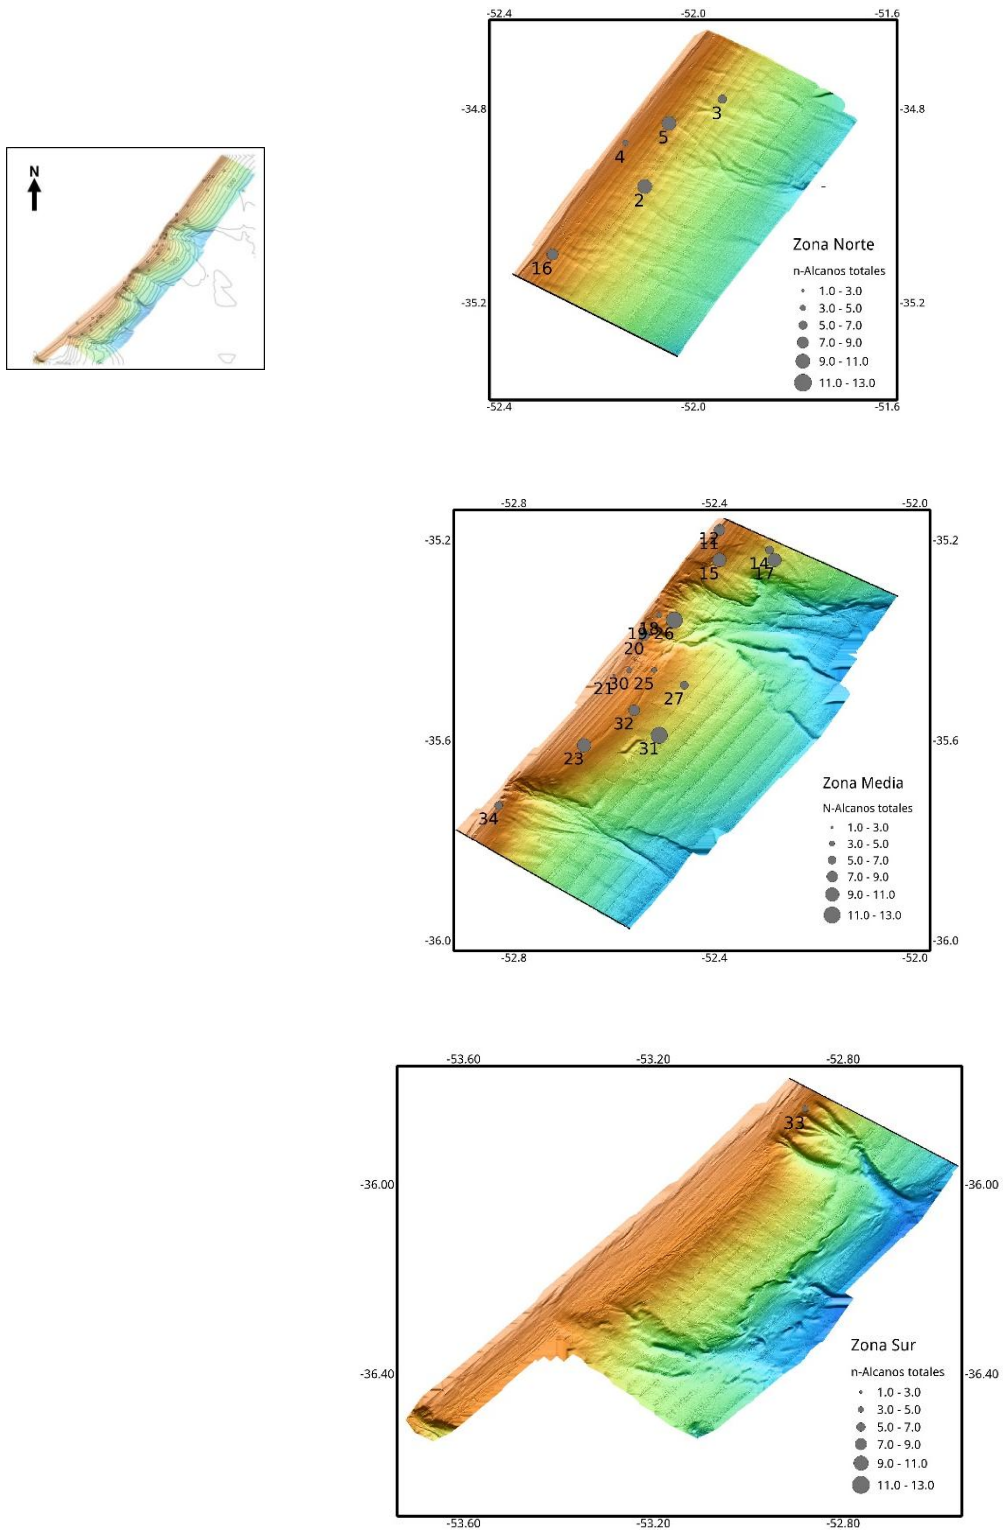 N
-52.4 -52.0 -51.6
-34.8 -34.8
3
5
4
2
16
Zona Norte
n-Alcanos totales
1.0 - 3.0
3.0 - 5.0
5.0 - 7.0
7.0 - 9.0
9.0 - 11.0
11.0 - 13.0
-35.2 -35.2
-52.4 -52.0 -51.6
-52.8 -52.4 -52.0
-35.2 -35.2
12
11
14
15 17
18
19 26
20
21 30 25
27
32
31
23
34
-35.6 -35.6
Zona Media
N-Alcanos totales
1.0 - 3.0
3.0 - 5.0
5.0 - 7.0
7.0 - 9.0
9.0 - 11.0
11.0 - 13.0
-36.0 -36.0
-52.8 -52.4 -52.0
-53.60 -53.20 -52.80
33
-36.00 -36.00
Zona Sur
n-Alcanos totales
1.0 - 3.0
3.0 - 5.0
5.0 - 7.0
7.0 - 9.0
9.0 - 11.0
11.0 - 13.0
-36.40 -36.40
-53.60 -53.20 -52.80